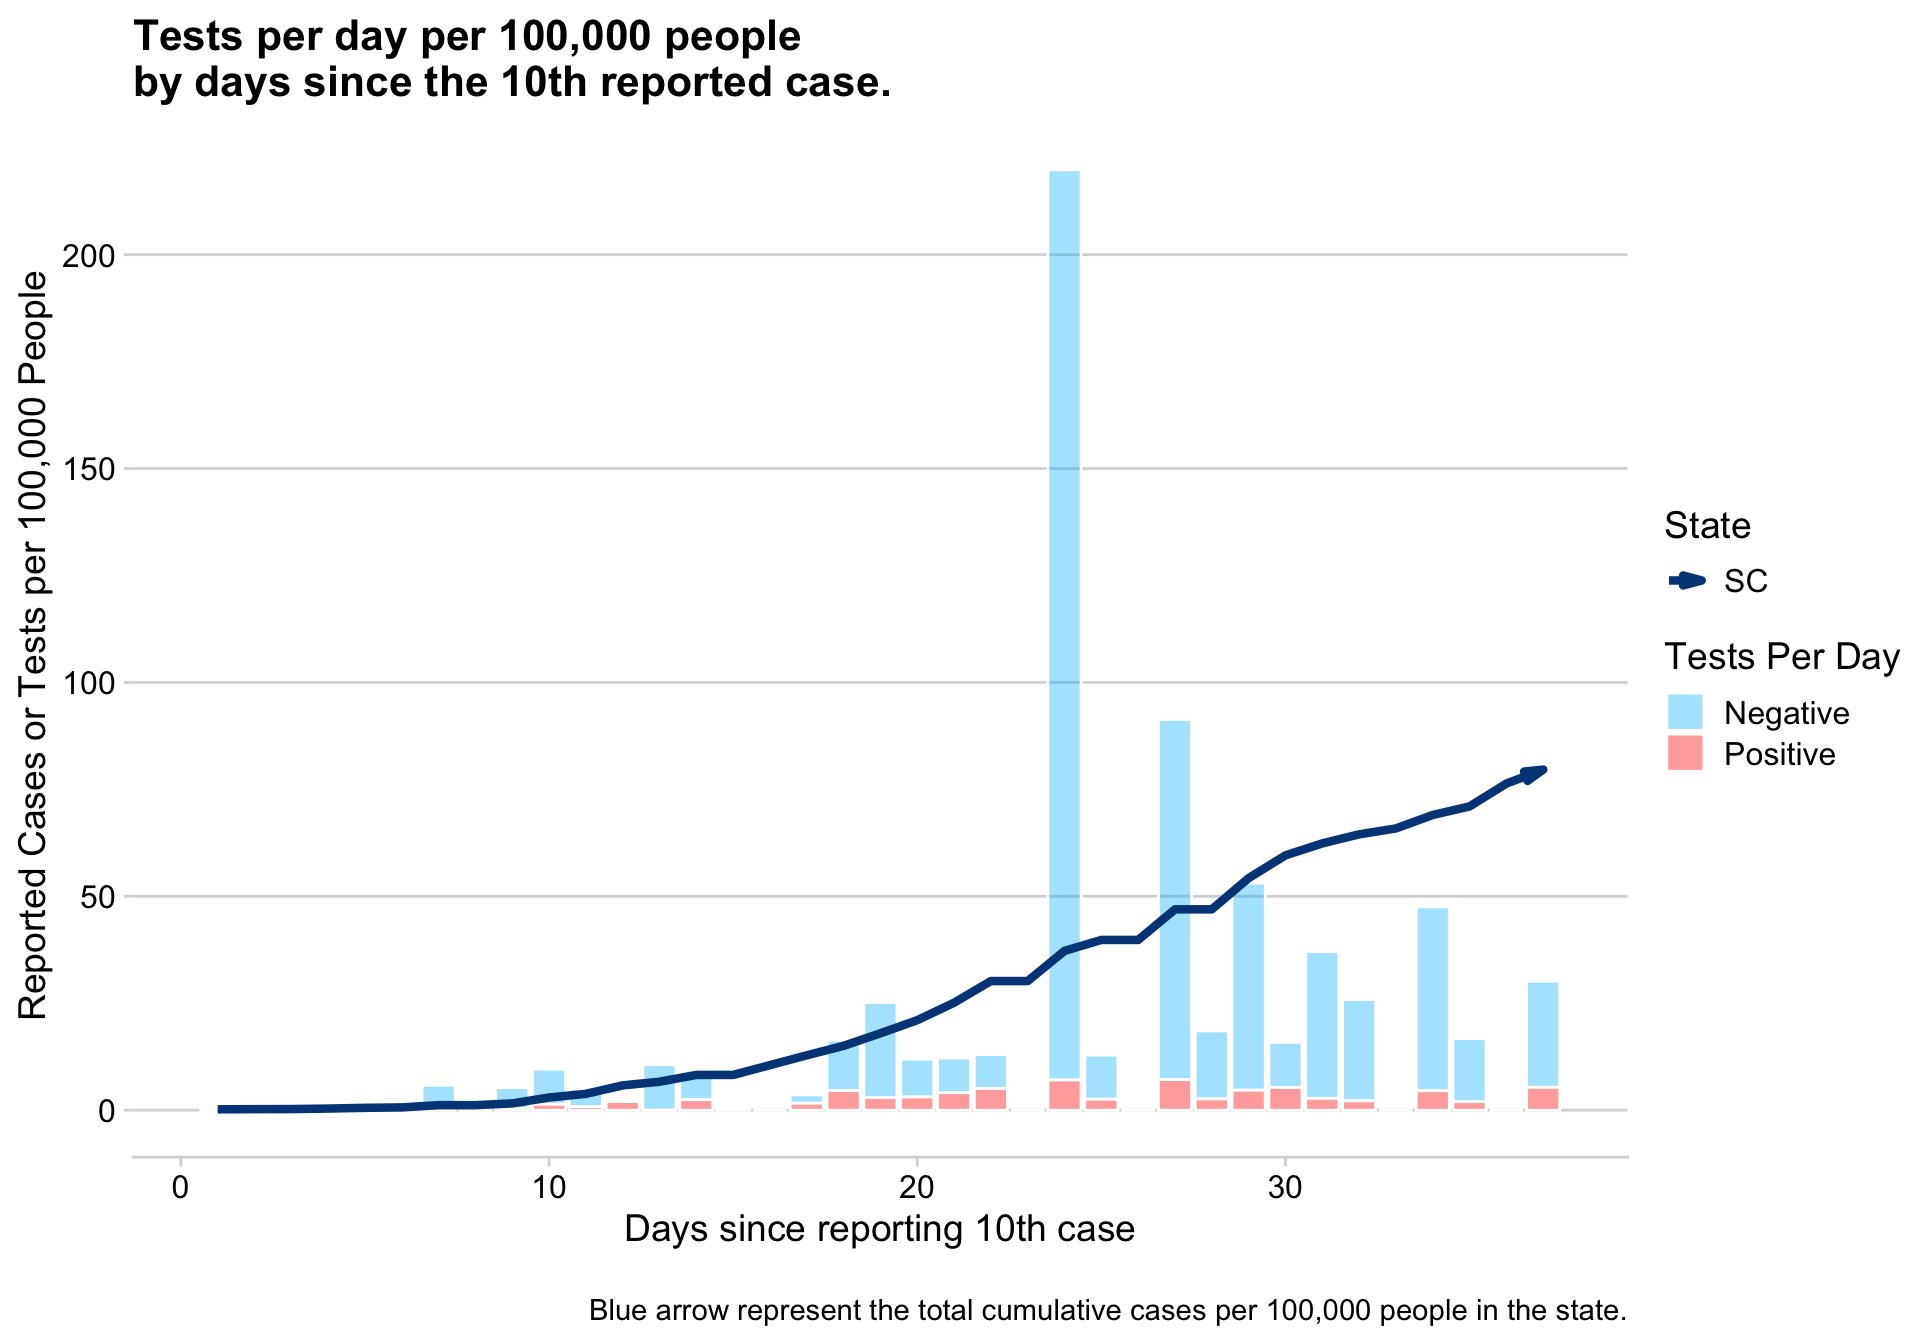 Tests per day per 100,000 people
by days since the 10th reported case.
Reported Cases or Tests per 100,000 People
200
150
100
50
0
0
10
20
30
Days since reporting 10th case
State
SC
Tests Per Day
Negative
Positive
Blue arrow represent the total cumulative cases per 100,000 people in the state.